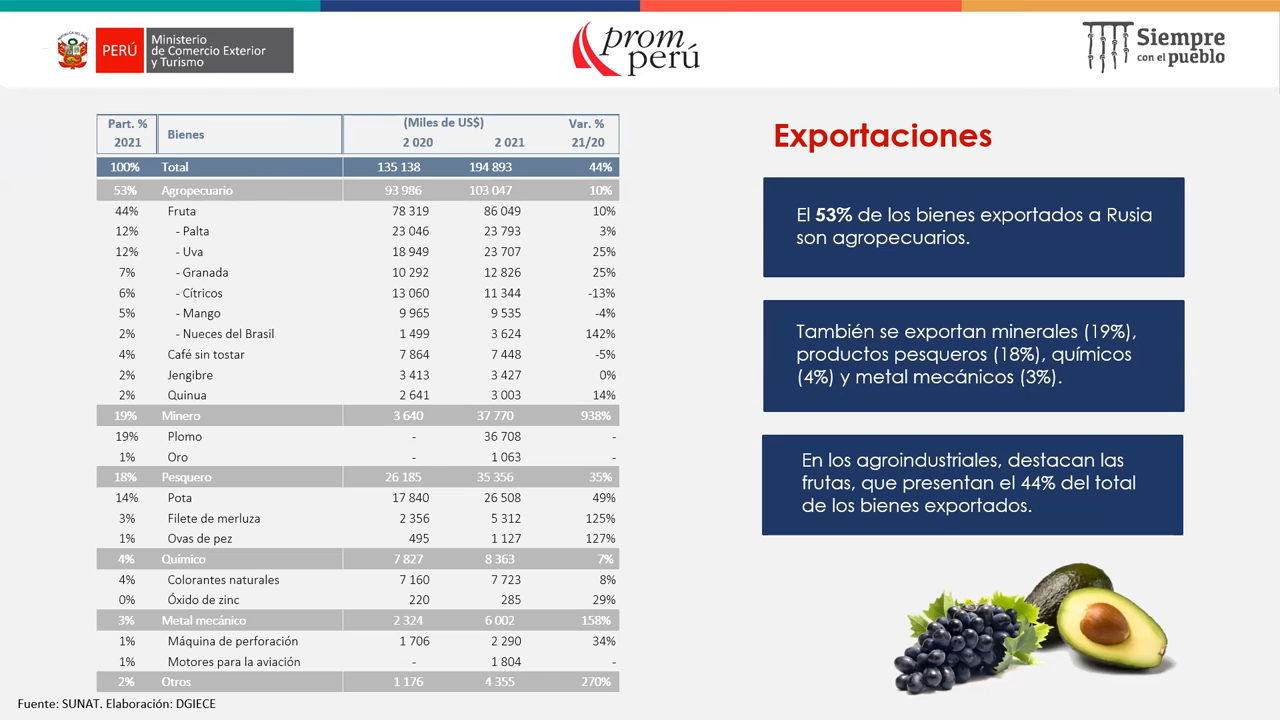 PERÚ
Ministerio
de Comercio Exterior
y Turismo
prom
perú
Siempre
con el pueblo
Part. % 2021 Bienes (Miles de US$) 2 020 2 021 Var. % 21/20
100% Total 135 138 194 893 44%
53% Agropecuario 93 986 103 047 10%
44% Fruta 78 319 86 049 10%
12% - Palta 23 046 23 793 3%
12% - Uva 18 949 23 707 25%
7% - Granada 10 292 12 826 25%
6% - Cítricos 13 060 11 344 -13%
5% - Mango 9 965 9 535 -4%
2% - Nueces del Brasil 1 499 3 624 142%
4% Café sin tostar 7 864 7 448 -5%
2% Jengibre 3 413 3 427 0%
2% Quinua 2 641 3 003 14%
19% Minero 3 640 37 770 938%
19% Plomo - 36 708 -
1% Oro - 1 063 -
18% Pesquero 26 185 35 356 35%
14% Pota 17 840 26 508 49%
3% Filete de merluza 2 356 5 312 125%
1% Ovas de pez 495 1 127 127%
4% Químico 7 827 8 363 7%
4% Colorantes naturales 7 160 7 723 8%
0% Óxido de zinc 220 285 29%
3% Metal mecánico 2 324 6 002 158%
1% Máquina de perforación 1 706 2 290 34%
1% Motores para la aviación - 1 804 -
2% Otros 1 176 4 355 270%
Fuente: SUNAT. Elaboración: DGIECE
Exportaciones
El 53% de los bienes exportados a Rusia
son agropecuarios.
También se exportan minerales (19%),
productos pesqueros (18%), químicos
(4%) y metal mecánicos (3%).
En los agroindustriales, destacan las
frutas, que presentan el 44% del total
de los bienes exportados.